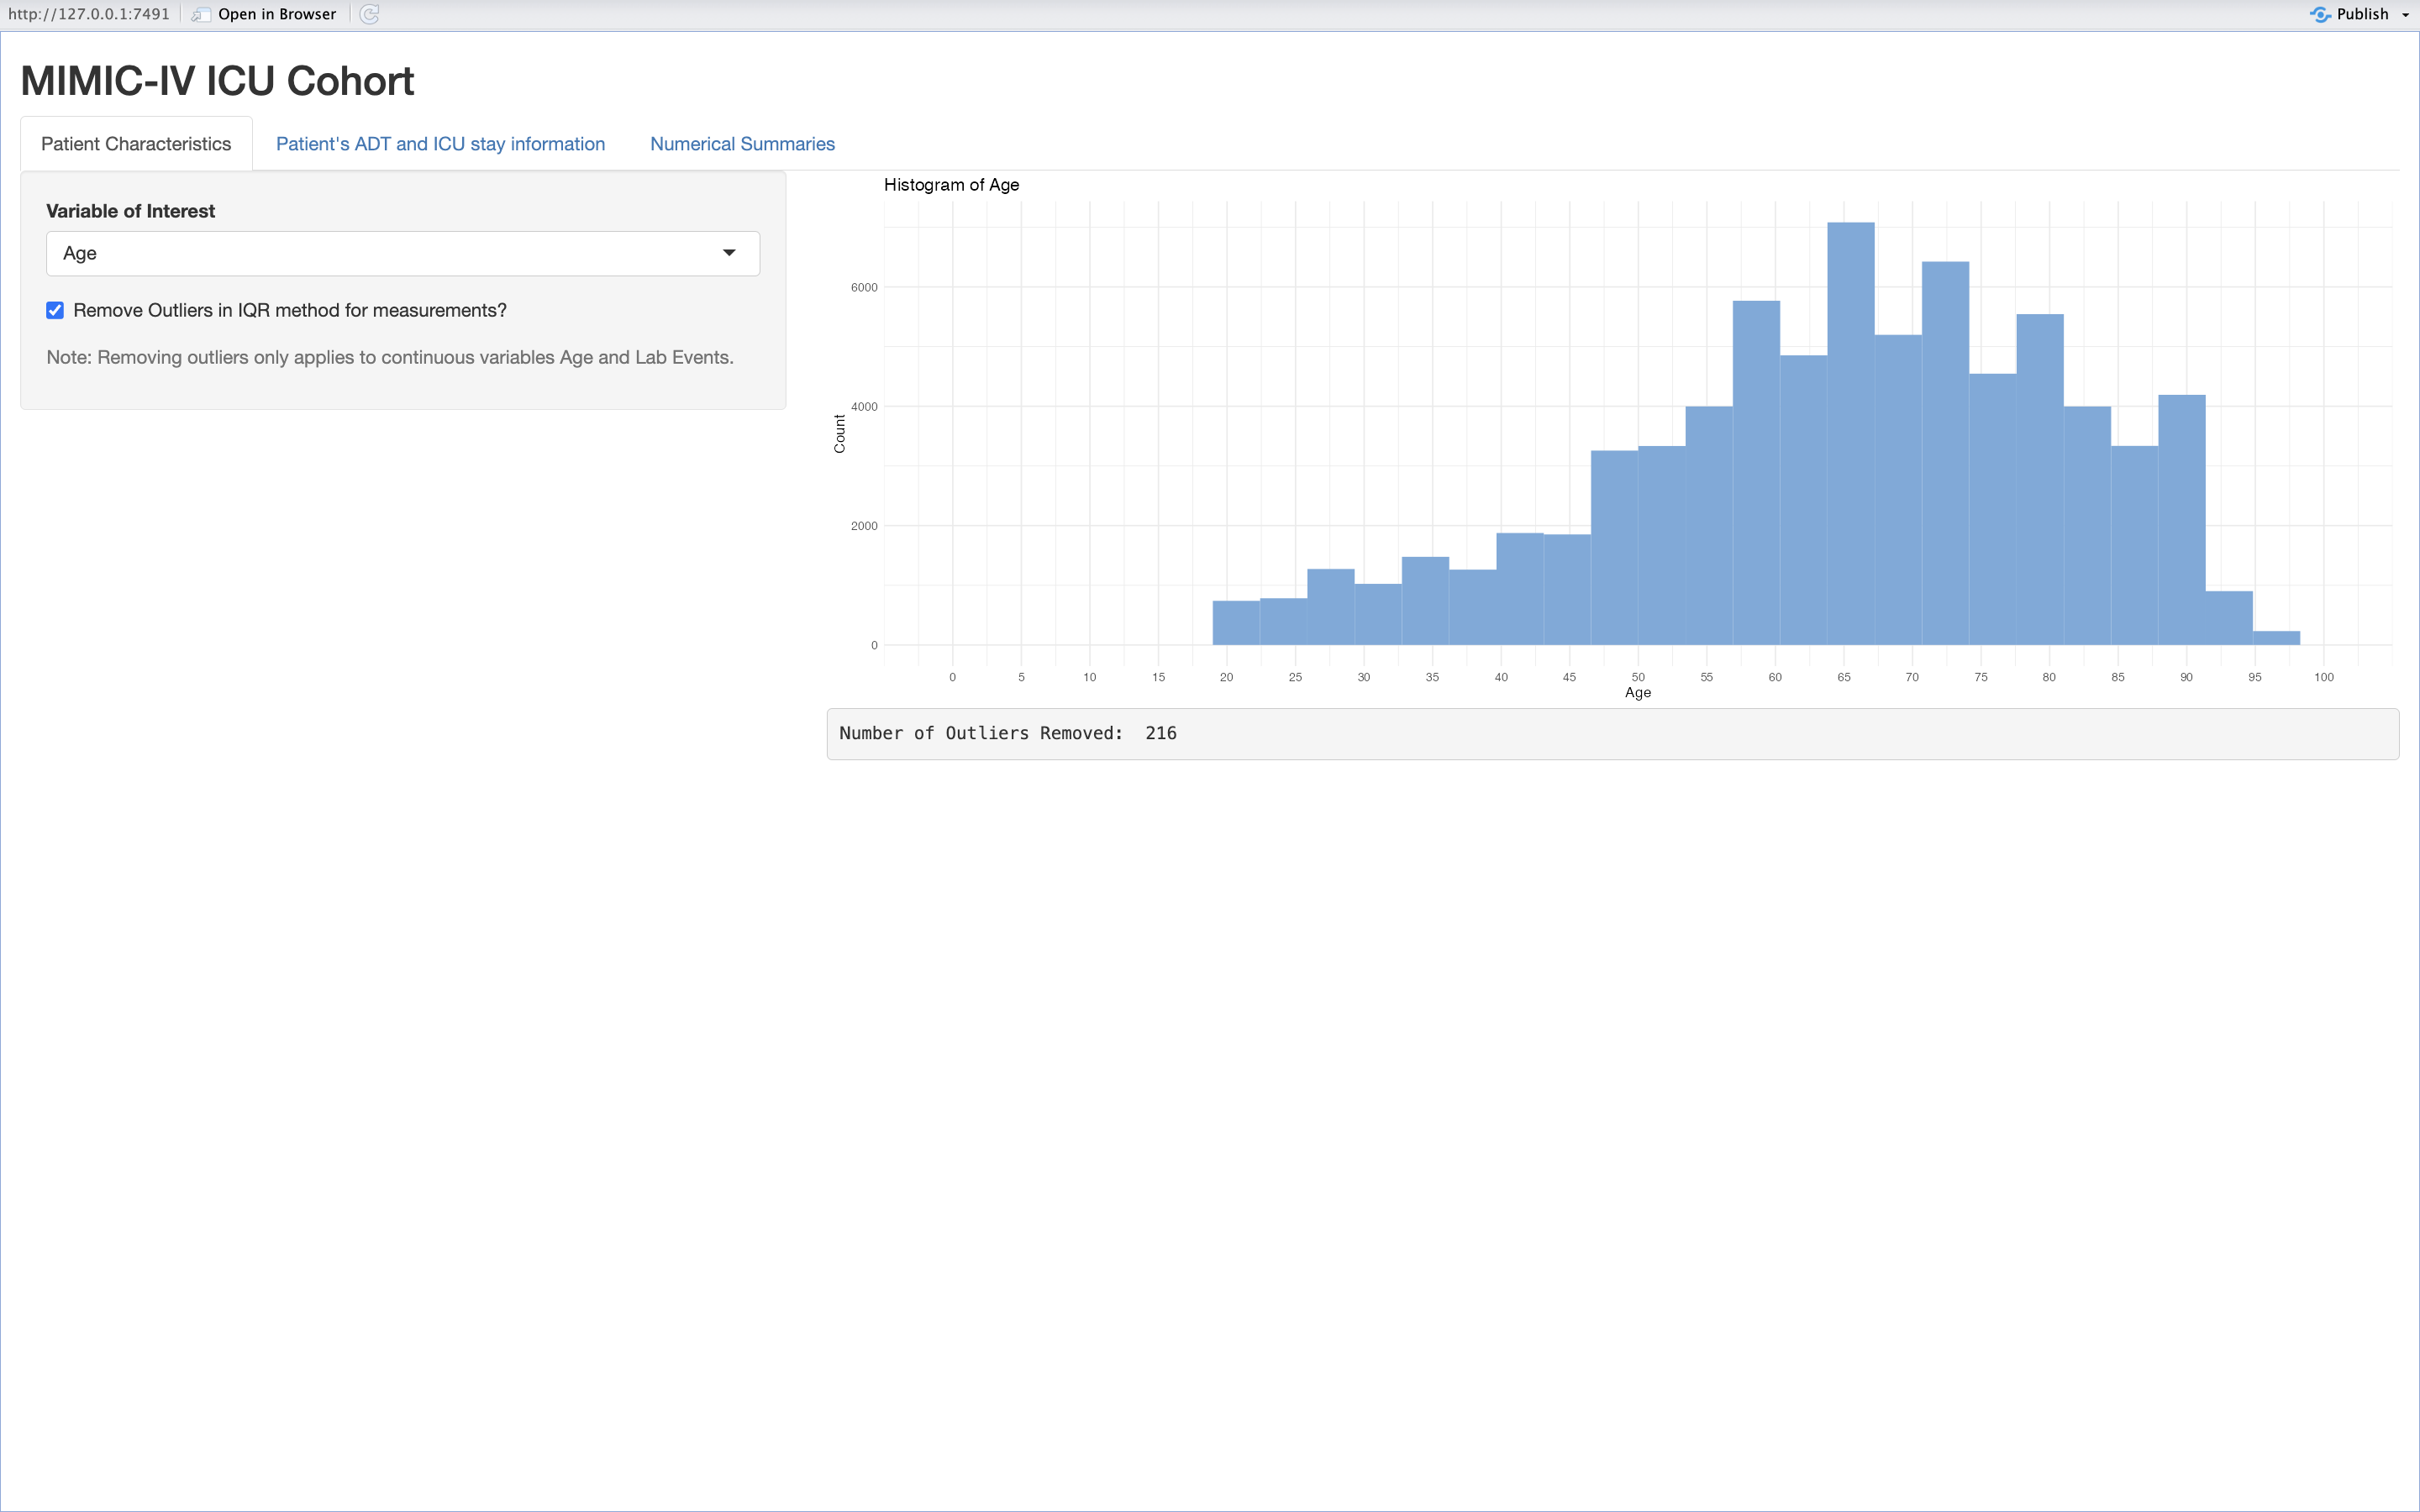 http://127.0.0.1:7491 Open in Browser Publish
MIMIC-IV ICU Cohort
Patient Characteristics Patient's ADT and ICU stay information Numerical Summaries
Variable of Interest
Age
Remove Outliers in IQR method for measurements?
Note: Removing outliers only applies to continuous variables Age and Lab Events.
Histogram of Age
Count
6000
4000
2000
0
0 5 10 15 20 25 30 35 40 45 50 55 60 65 70 75 80 85 90 95 100
Age
Number of Outliers Removed:  216